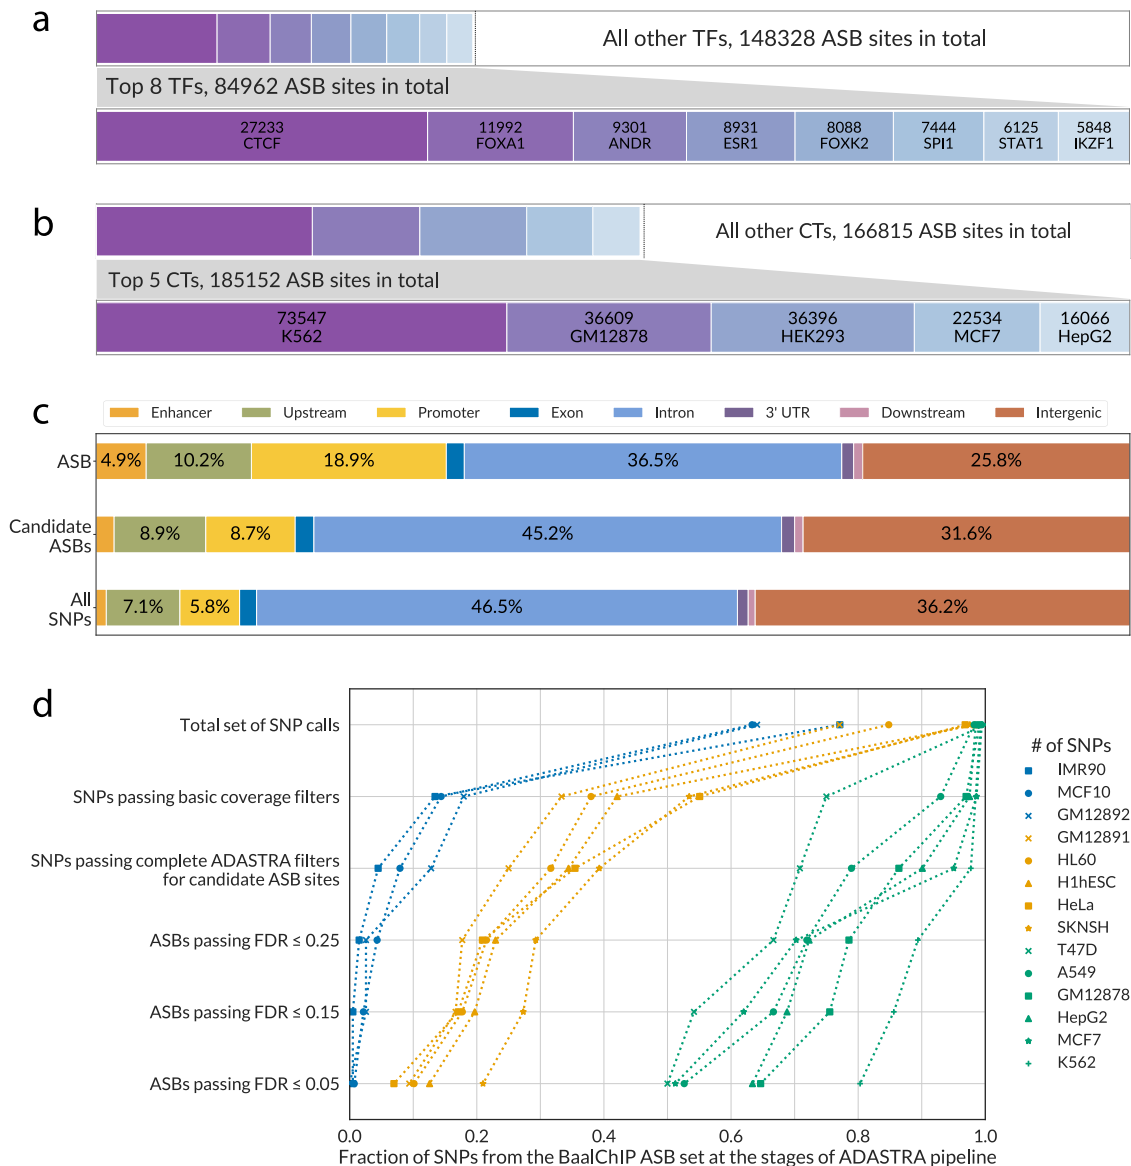 a
All other TFs, 148328 ASB sites in total
Top 8 TFs, 84962 ASB sites in total
27233 11992 9301 8931 8088 7444 6125 5848
CTCF FOXA1 ANDR ESR1 FOXK2 SPI1 STAT1 IKZF1
b
All other CTs, 166815 ASB sites in total
Top 5 CTs, 185152 ASB sites in total
73547 36609 36396 22534 16066
K562 GM12878 HEK293 MCF7 HepG2
c
Enhancer Upstream Promoter Exon Intron 3' UTR Downstream Intergenic
ASB 4.9% 10.2% 18.9% 36.5% 25.8%
Candidate
ASBs 8.9% 8.7% 45.2% 31.6%
All
SNPs 7.1% 5.8% 46.5% 36.2%
d
Total set of SNP calls
SNPs passing basic coverage filters
SNPs passing complete ADASTRA filters
for candidate ASB sites
ASBs passing FDR ≤ 0.25
ASBs passing FDR ≤ 0.15
ASBs passing FDR ≤ 0.05
0.0 0.2 0.4 0.6 0.8 1.0
Fraction of SNPs from the BaalChIP ASB set at the stages of ADASTRA pipeline
# of SNPs
IMR90
MCF10
GM12892
GM12891
HL60
H1hESC
HeLa
SKNSH
T47D
A549
GM12878
HepG2
MCF7
K562